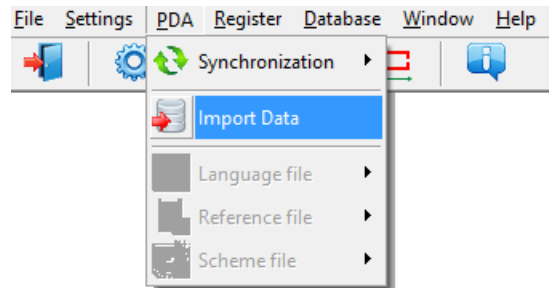 File Settings PDA Register Database Window Help
Synchronization
Import Data
Language file
Reference file
Scheme file